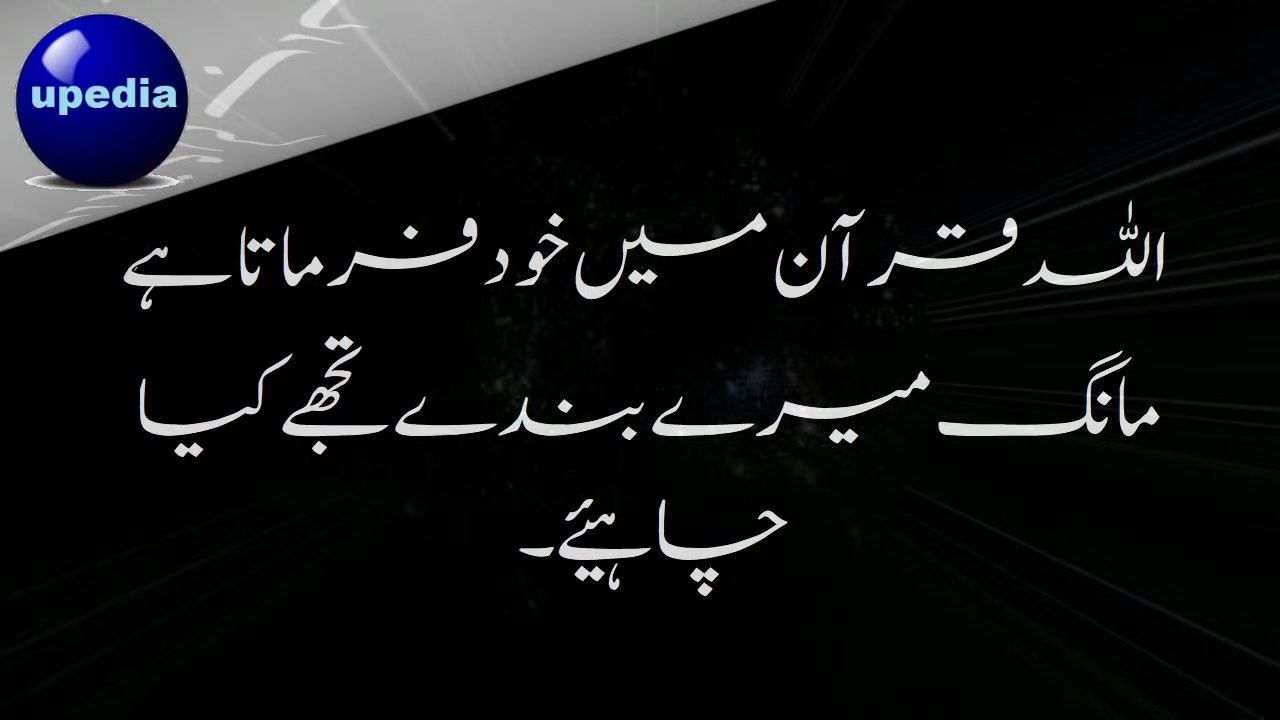 upedia
اللہ قرآن میں خود فرماتا ہے
مانگ میرے بندے تجھے کیا
چاہیئے۔